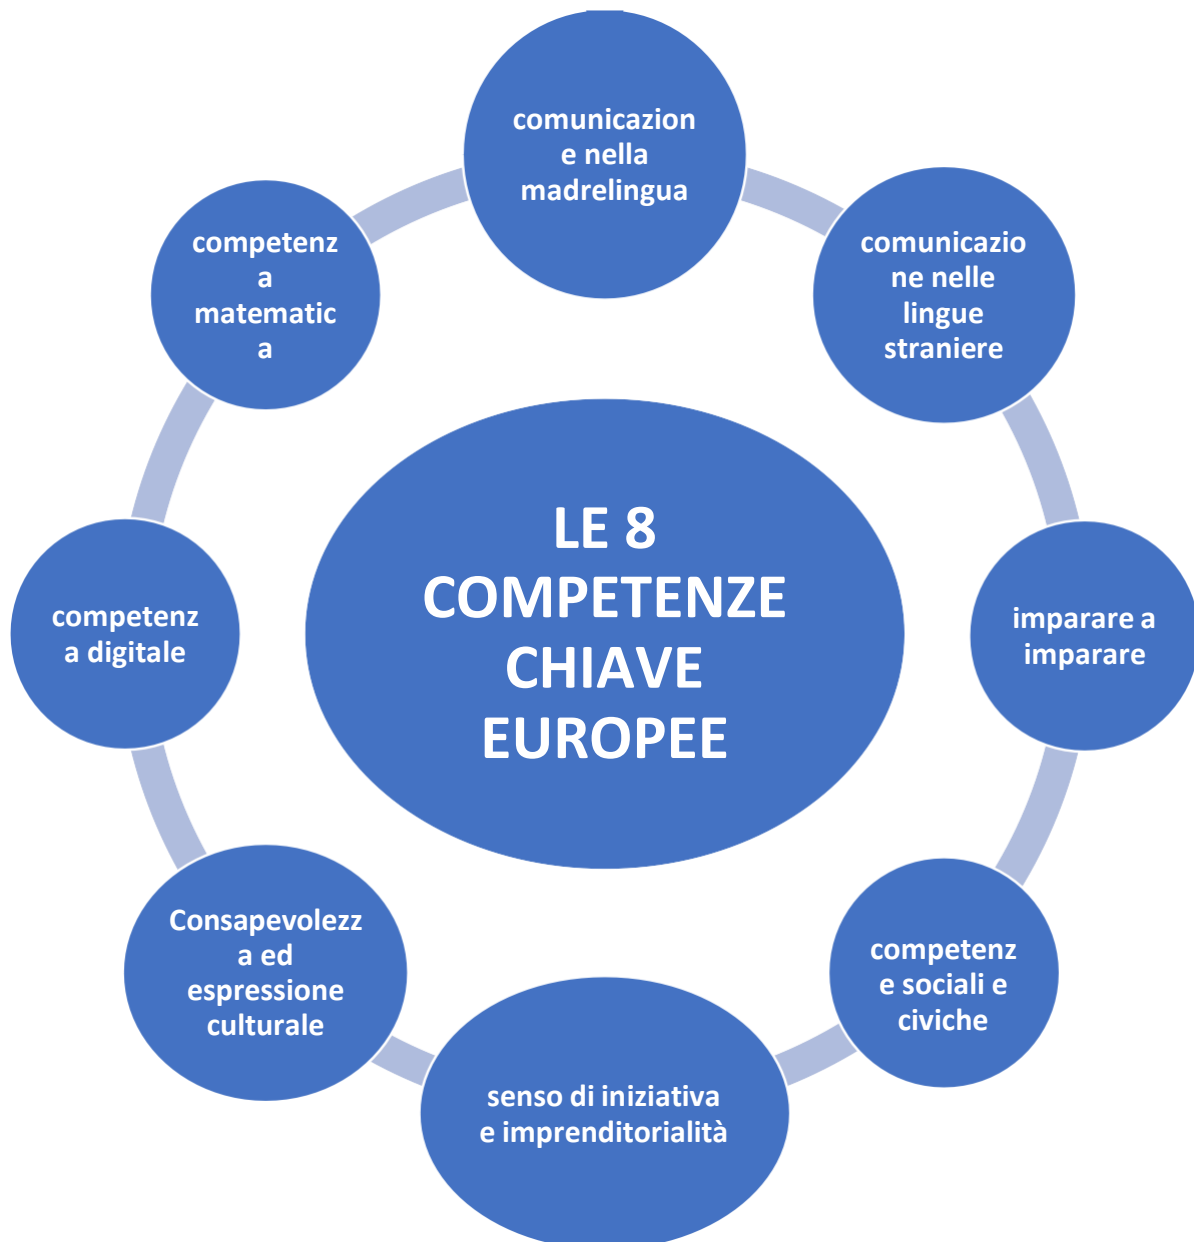 comunicazion
e nella
madrelingua
comunicazio
ne nelle
lingue
straniere
imparare a
imparare
competenz
e sociali e
civiche
senso di iniziativa
e imprenditorialità
Consapevolezz
a ed
espressione
culturale
competenz
a digitale
competenz
a
matematic
a
LE 8
COMPETENZE
CHIAVE
EUROPEE